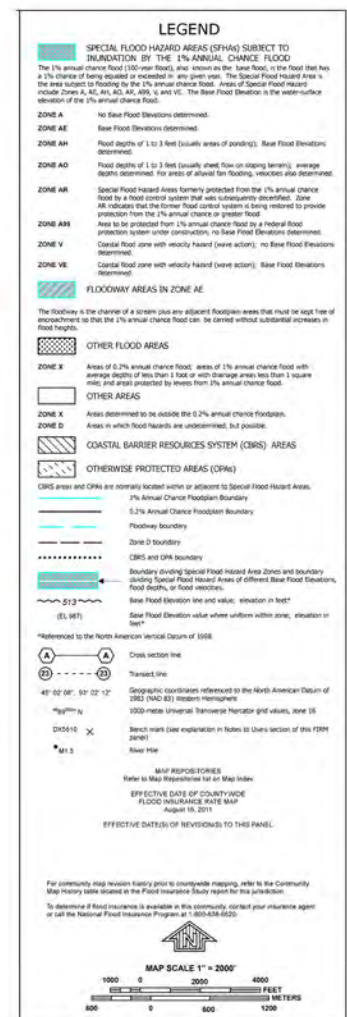 LEGEND
SPECIAL FLOOD HAZARD AREAS (SFHAs) SUBJECT TO
INUNDATION BY THE 1% ANNUAL CHANCE FLOOD
The 1% annual chance flood (100-year flood), also known as the base flood, is the flood that has
a 1% chance of being equaled or exceeded in any given year. The Special Flood Hazard Area is
the area subject to flooding by the 1% annual chance flood. Areas of Special Flood Hazard
include Zones A, AE, AH, AO, AR, A99, V, and VE. The Base Flood Elevation is the water-surface
elevation of the 1% annual chance flood.
ZONE A No Base Flood Elevations determined.
ZONE AE Base Flood Elevations determined.
ZONE AH Flood depths of 1 to 3 feet (usually areas of ponding); Base Flood Elevations
determined.
ZONE AO Flood depths of 1 to 3 feet (usually sheet flow on sloping terrain); average
depths determined. For areas of alluvial fan flooding, velocities also determined.
ZONE AR Special Flood Hazard Areas formerly protected from the 1% annual chance
flood by a flood control system that was subsequently decertified. Zone
AR indicates that the former flood control system is being restored to provide
protection from the 1% annual chance or greater flood.
ZONE A99 Area to be protected from 1% annual chance flood by a Federal flood
protection system under construction; no Base Flood Elevations determined.
ZONE V Coastal flood zone with velocity hazard (wave action); no Base Flood Elevations
determined.
ZONE VE Coastal flood zone with velocity hazard (wave action); Base Flood Elevations
determined.
FLOODWAY AREAS IN ZONE AE
The floodway is the channel of a stream plus any adjacent floodplain areas that must be kept free of
encroachment so that the 1% annual chance flood can be carried without substantial increases in
flood heights.
OTHER FLOOD AREAS
ZONE X Areas of 0.2% annual chance flood; areas of 1% annual chance flood with
average depths of less than 1 foot or with drainage areas less than 1 square
mile; and areas protected by levees from 1% annual chance flood.
OTHER AREAS
ZONE X Areas determined to be outside the 0.2% annual chance floodplain.
ZONE D Areas in which flood hazards are undetermined, but possible.
COASTAL BARRIER RESOURCES SYSTEM (CBRS) AREAS
OTHERWISE PROTECTED AREAS (OPAs)
CBRS areas and OPAs are normally located within or adjacent to Special Flood Hazard Areas.
1% Annual Chance Floodplain Boundary
0.2% Annual Chance Floodplain Boundary
Floodway boundary
Zone D boundary
CBRS and OPA boundary
Boundary dividing Special Flood Hazard Area Zones and boundary
dividing Special Flood Hazard Areas of different Base Flood Elevations,
flood depths, or flood velocities.
513 Base Flood Elevation line and value; elevation in feet*
(EL 987) Base Flood Elevation value where uniform within zone; elevation in
feet*
*Referenced to the North American Vertical Datum of 1988
A A Cross section line
23 23 Transect line
45° 02' 08", 93° 02' 12" Geographic coordinates referenced to the North American Datum of
1983 (NAD 83) Western Hemisphere
N 1000-meter Universal Transverse Mercator grid values, zone 16
DX5510 X Bench mark (see explanation in Notes to Users section of this FIRM
panel)
M1.5 River Mile
MAP REPOSITORIES
Refer to Map Repositories list on Map Index
EFFECTIVE DATE OF COUNTYWIDE
FLOOD INSURANCE RATE MAP
August 16, 2011
EFFECTIVE DATE(S) OF REVISION(S) TO THIS PANEL
For community map revision history prior to countywide mapping, refer to the Community
Map History table located in the Flood Insurance Study report for this jurisdiction.
To determine if flood insurance is available in this community, contact your insurance agent
or call the National Flood Insurance Program at 1-800-638-6620.
MAP SCALE 1" = 2000'
1000 0 2000 4000
FEET
METERS
600 0 600 1200